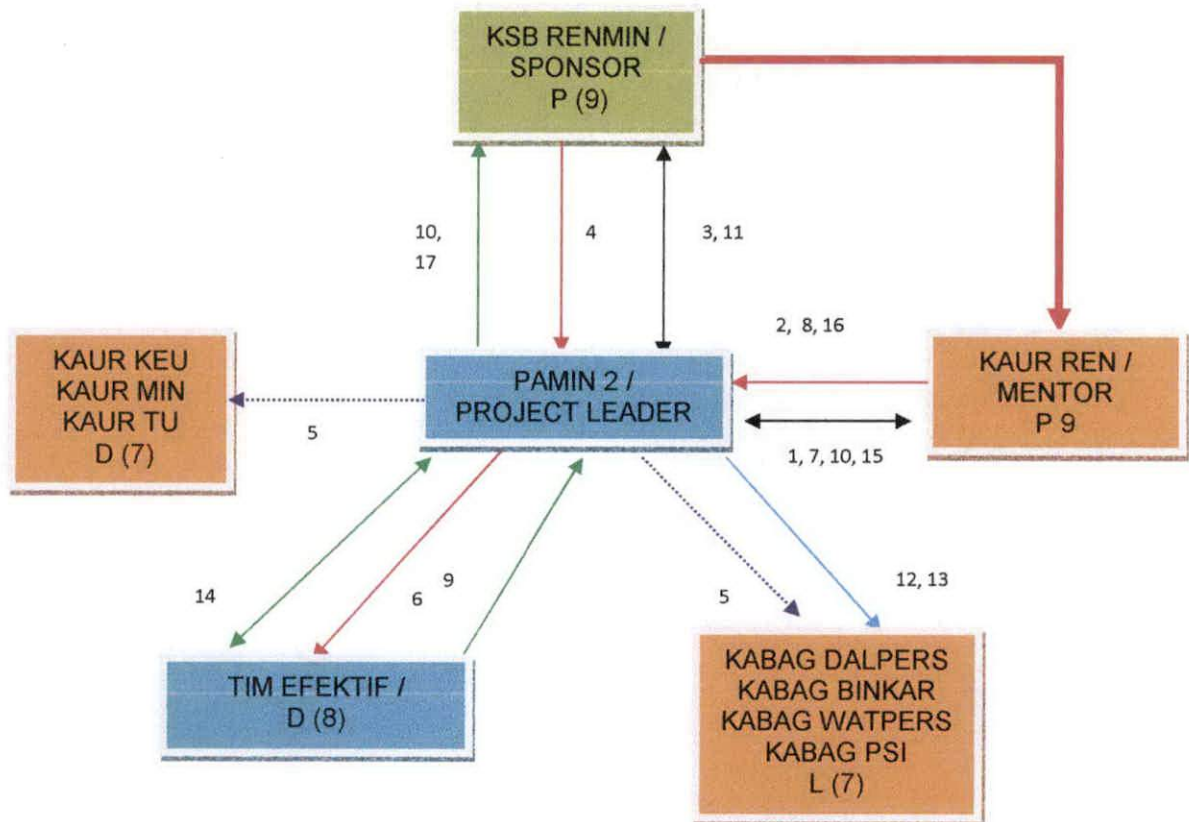 KSB RENMIN /
SPONSOR
P (9)
10,
17
4
3, 11
2, 8, 16
KAUR KEU
KAUR MIN
KAUR TU
D (7)
PAMIN 2 /
PROJECT LEADER
KAUR REN /
MENTOR
P 9
5
1, 7, 10, 15
14
6
9
5
12, 13
TIM EFEKTIF /
D (8)
KABAG DALPERS
KABAG BINKAR
KABAG WATPERS
KABAG PSI
L (7)